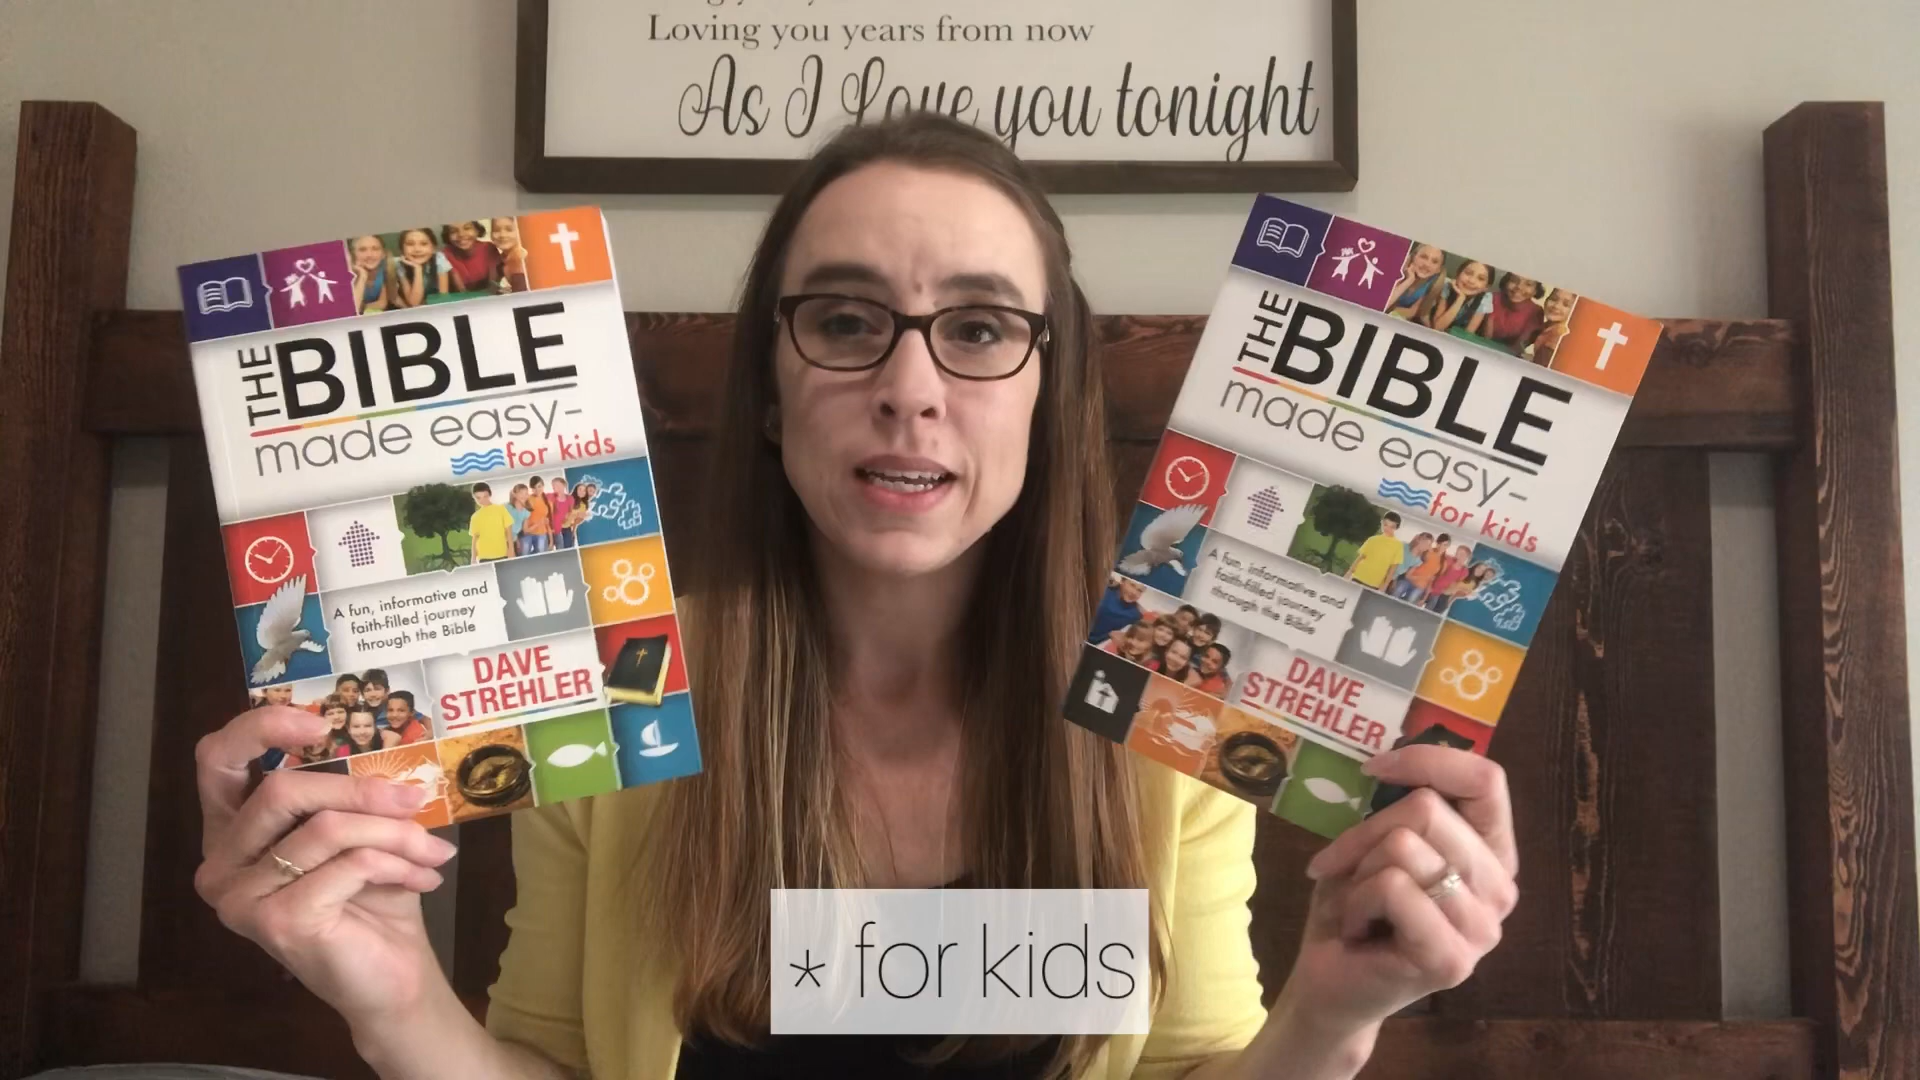 Loving you years from now
As I Love you tonight
THE BIBLE
made easy-
for kids
A fun, informative and
faith-filled journey
through the Bible
DAVE
STREHLER
THE BIBLE
made easy-
for kids
A fun, informative and
faith-filled journey
through the Bible
DAVE
STREHLER
* for kids